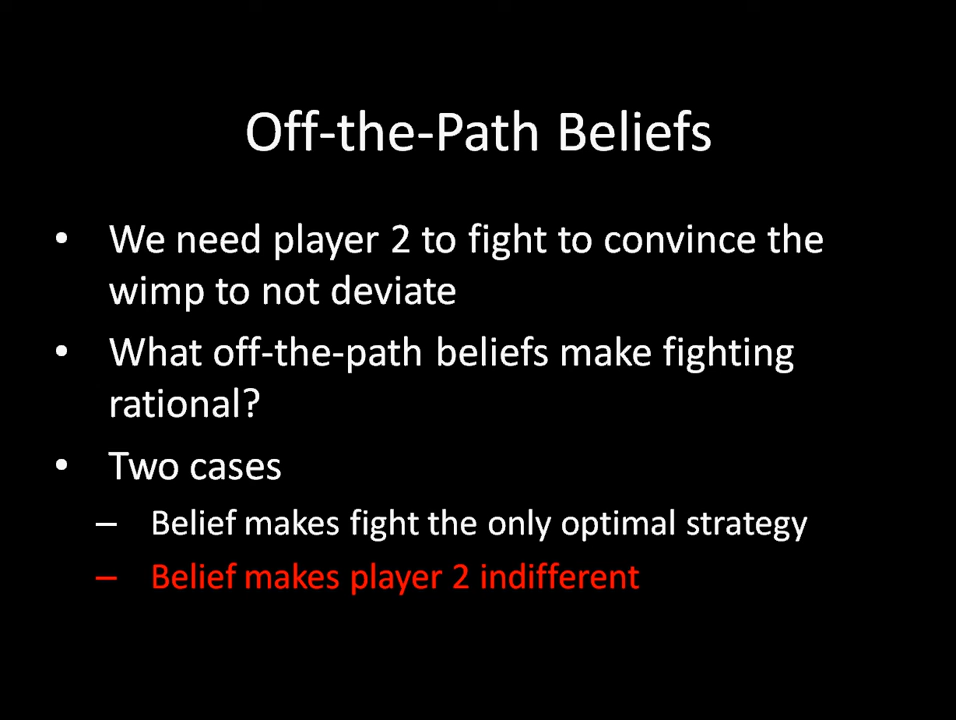 Off-the-Path Beliefs
• We need player 2 to fight to convince the
wimp to not deviate
• What off-the-path beliefs make fighting
rational?
• Two cases
– Belief makes fight the only optimal strategy
– Belief makes player 2 indifferent